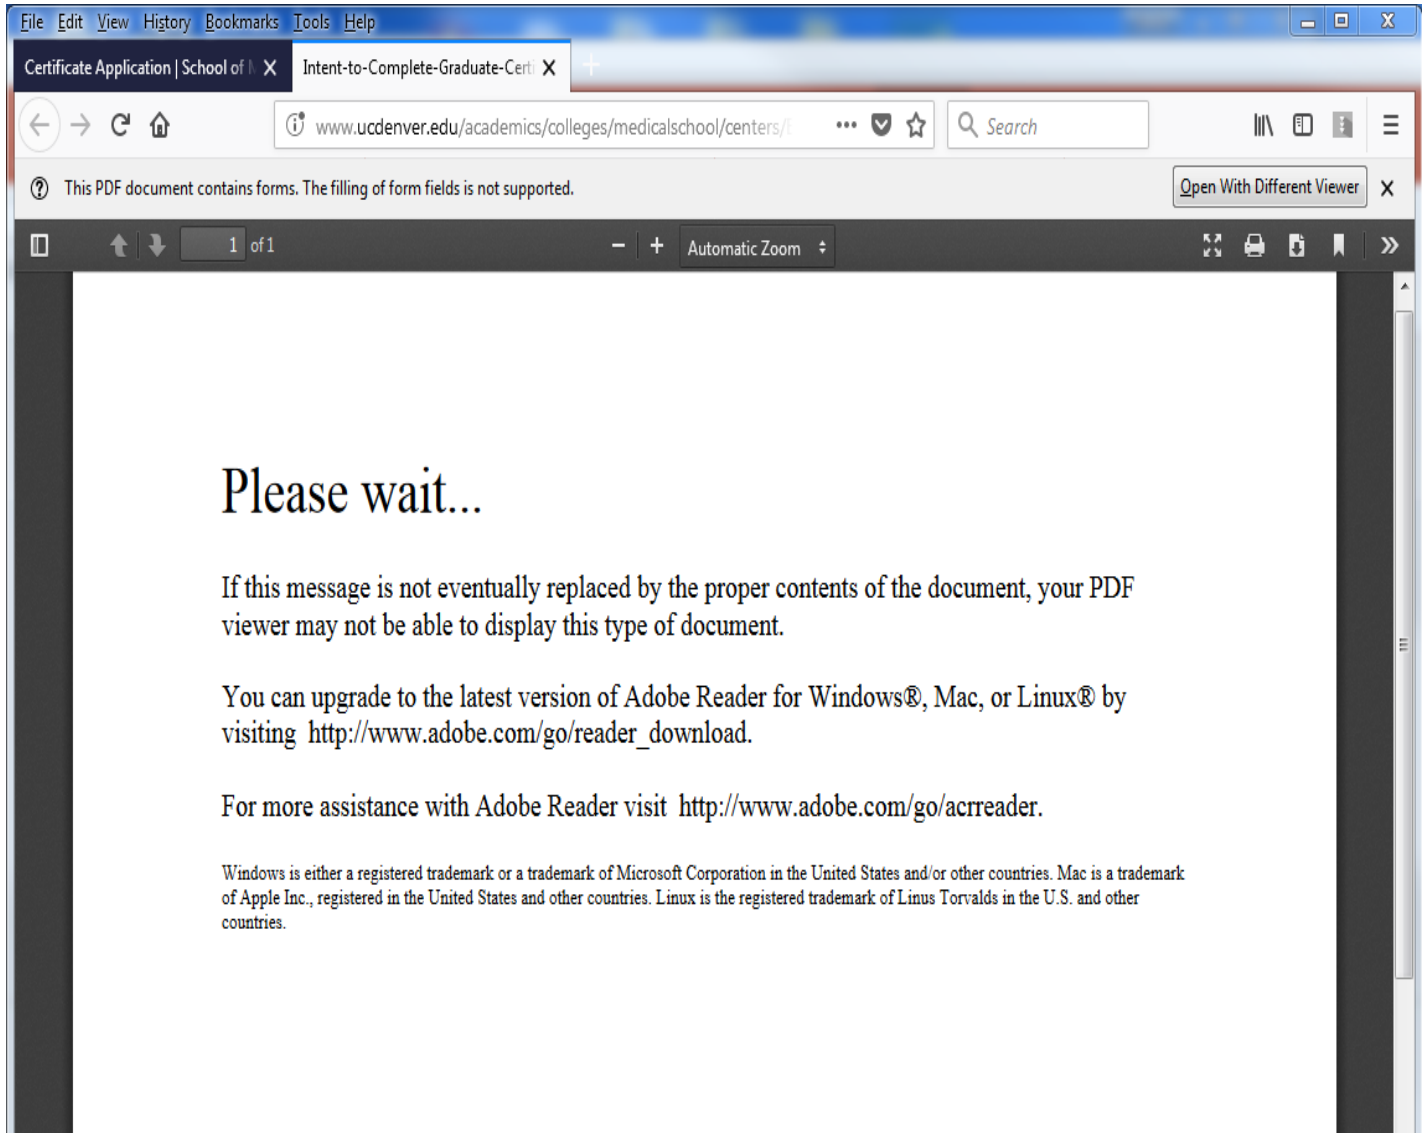 File Edit View History Bookmarks Tools Help
Certificate Application | School of
Intent-to-Complete-Graduate-Certi
www.ucdenver.edu/academics/colleges/medicalschool/centers/
Search
This PDF document contains forms. The filling of form fields is not supported.
Open With Different Viewer
1 of 1
Automatic Zoom
Please wait...
If this message is not eventually replaced by the proper contents of the document, your PDF
viewer may not be able to display this type of document.
You can upgrade to the latest version of Adobe Reader for Windows®, Mac, or Linux® by
visiting http://www.adobe.com/go/reader_download.
For more assistance with Adobe Reader visit http://www.adobe.com/go/acrreader.
Windows is either a registered trademark or a trademark of Microsoft Corporation in the United States and/or other countries. Mac is a trademark
of Apple Inc., registered in the United States and other countries. Linux is the registered trademark of Linus Torvalds in the U.S. and other
countries.